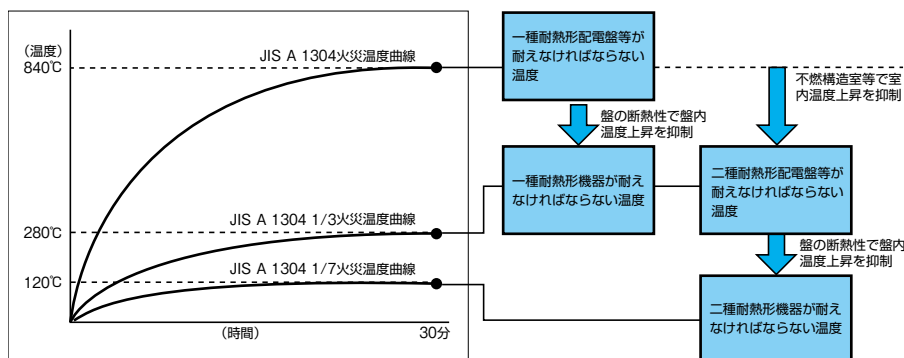 (温度)
840℃
280℃
120℃
JIS A 1304火災温度曲線
JIS A 1304 1/3火災温度曲線
JIS A 1304 1/7火災温度曲線
(時間)
30分
一種耐熱形配電盤等が
耐えなければならない
温度
盤の断熱性で盤内
温度上昇を抑制
不燃構造室等で室
内温度上昇を抑制
一種耐熱形機器が耐え
なければならない温度
二種耐熱形配電盤等が
耐えなければならない
温度
盤の断熱性で盤内
温度上昇を抑制
二種耐熱形機器が耐え
なければならない温度